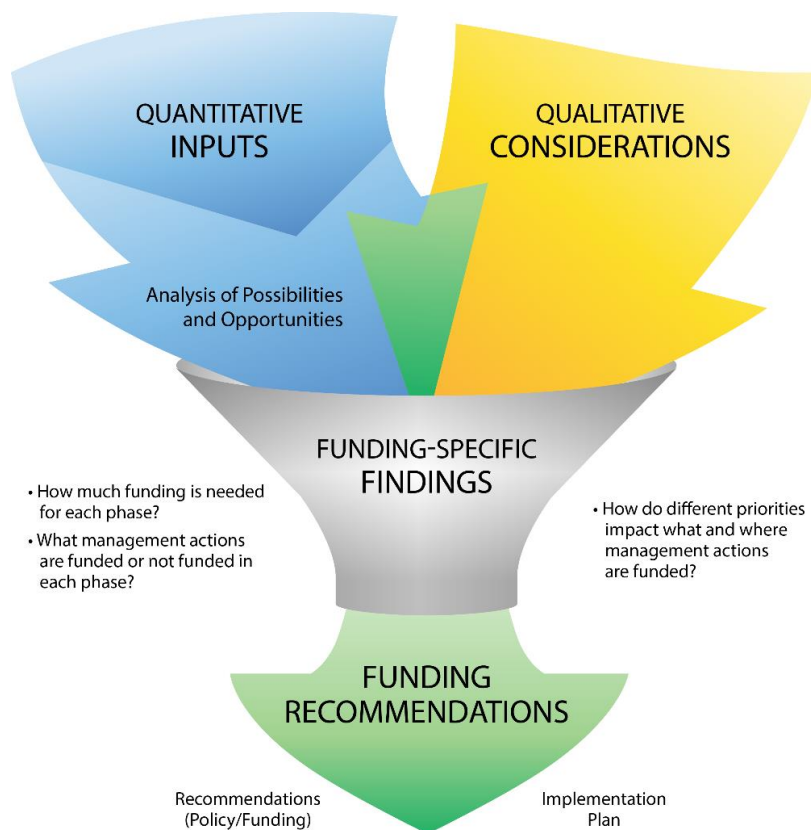 QUANTITATIVE
INPUTS
QUALITATIVE
CONSIDERATIONS
Analysis of Possibilities
and Opportunities
FUNDING-SPECIFIC
FINDINGS
• How much funding is needed
for each phase?
• What management actions
are funded or not funded in
each phase?
• How do different priorities
impact what and where
management actions
are funded?
FUNDING
RECOMMENDATIONS
Recommendations
(Policy/Funding)
Implementation
Plan